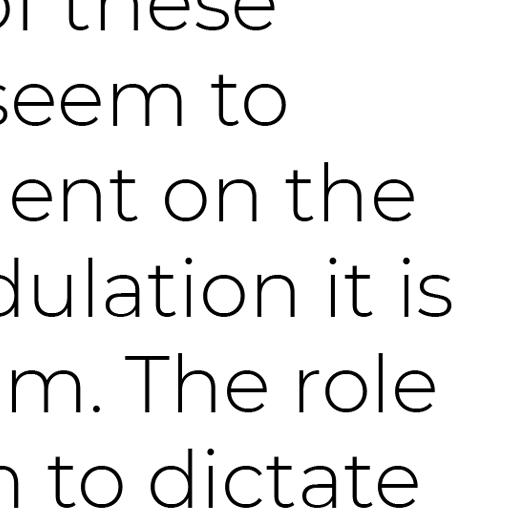 of these
seem to
ent on the
dulation it is
m. The role
n to dictate